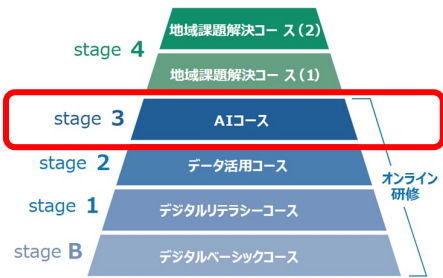 地域課題解決コース(2)
stage 4
地域課題解決コース(1)
stage 3
AIコース
stage 2
データ活用コース
オンライン
研修
stage 1
デジタルリテラシーコース
stage B
デジタルベーシックコース